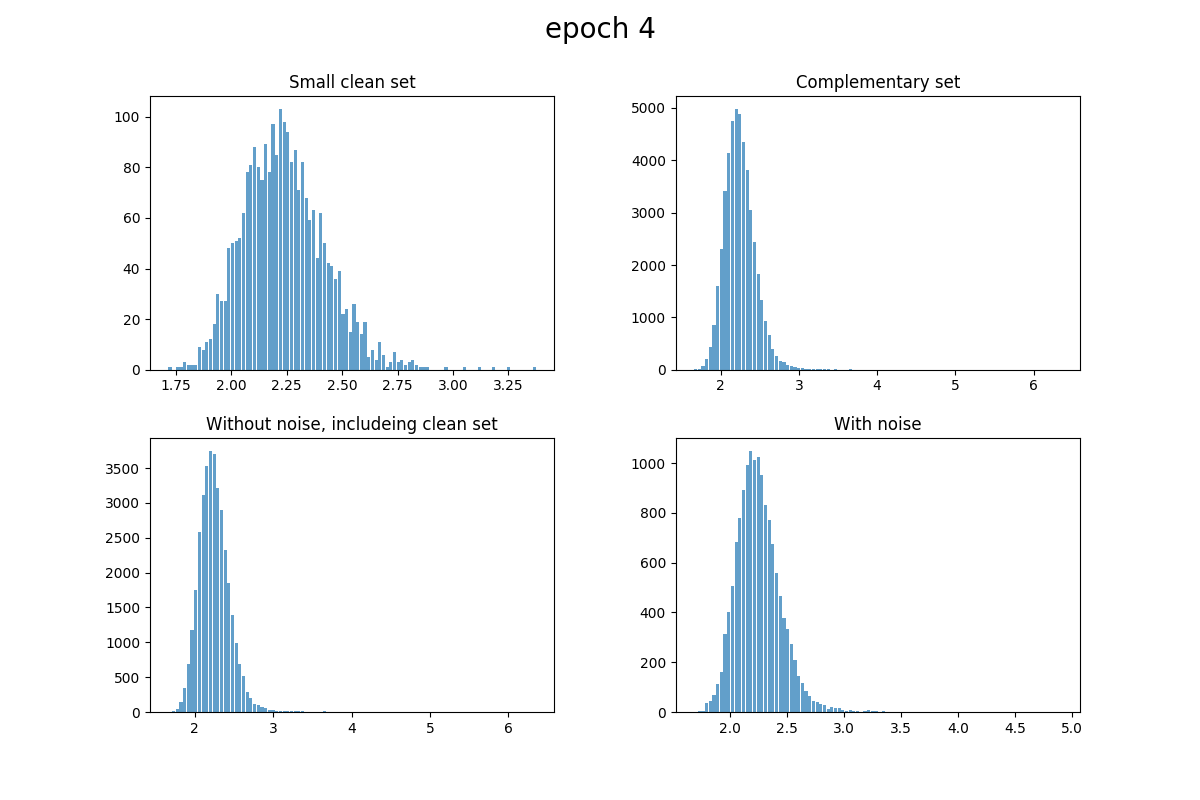 epoch 4
Small clean set
100
80
60
40
20
0
1.75 2.00 2.25 2.50 2.75 3.00 3.25
Complementary set
5000
4000
3000
2000
1000
0
2 3 4 5 6
Without noise, includeing clean set
3500
3000
2500
2000
1500
1000
500
0
2 3 4 5 6
With noise
1000
800
600
400
200
0
2.0 2.5 3.0 3.5 4.0 4.5 5.0